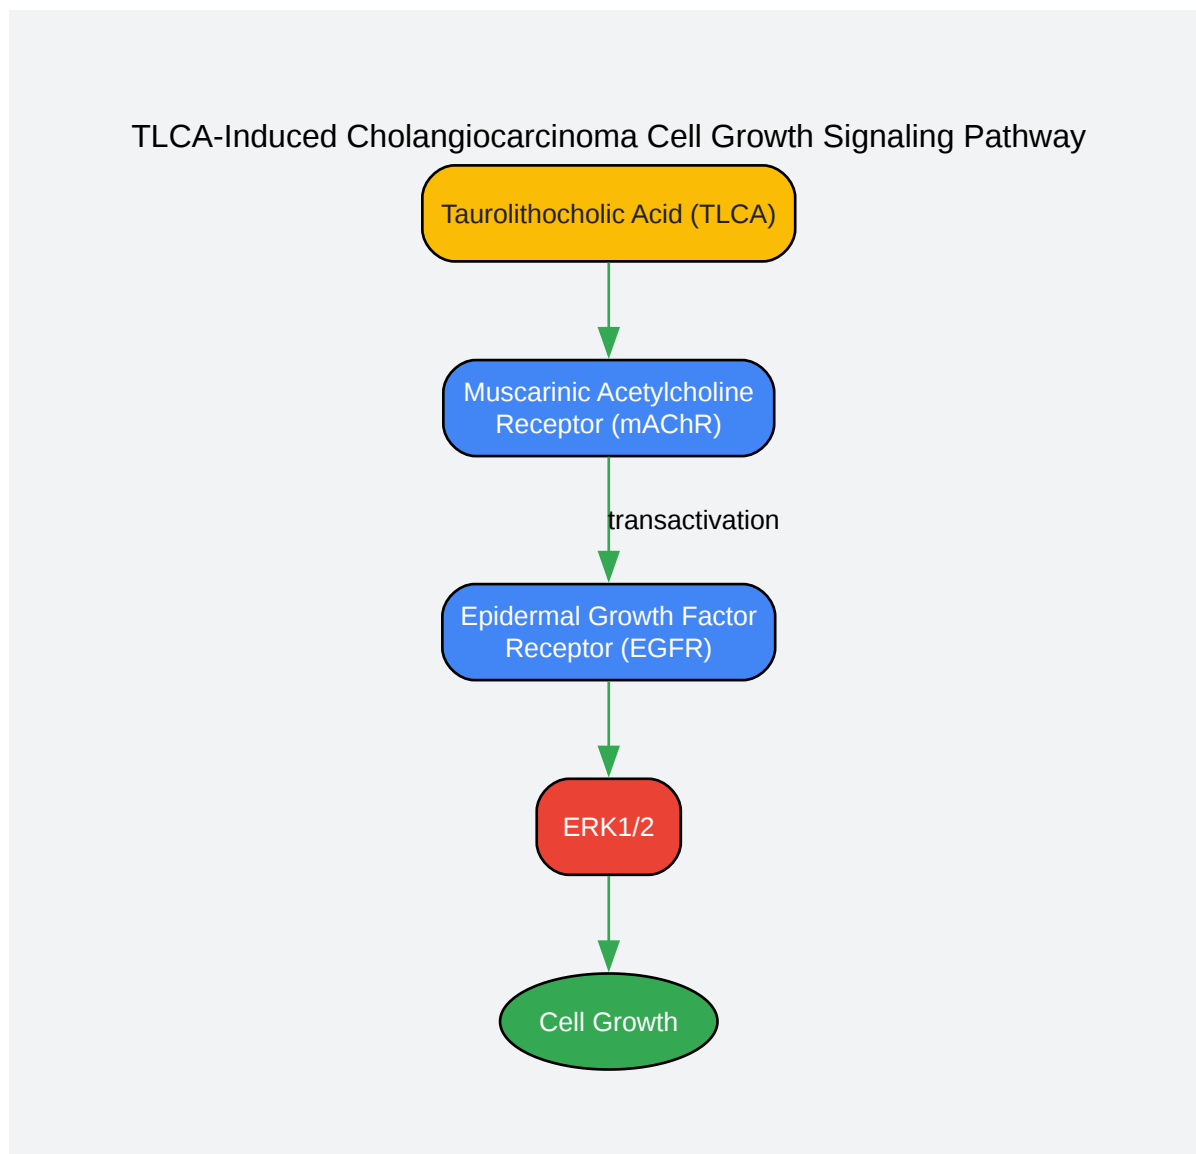 TLCA-Induced Cholangiocarcinoma Cell Growth Signaling Pathway
Taurolithocholic Acid (TLCA)
Muscarinic Acetylcholine
Receptor (mAChR)
transactivation
Epidermal Growth Factor
Receptor (EGFR)
ERK1/2
Cell Growth